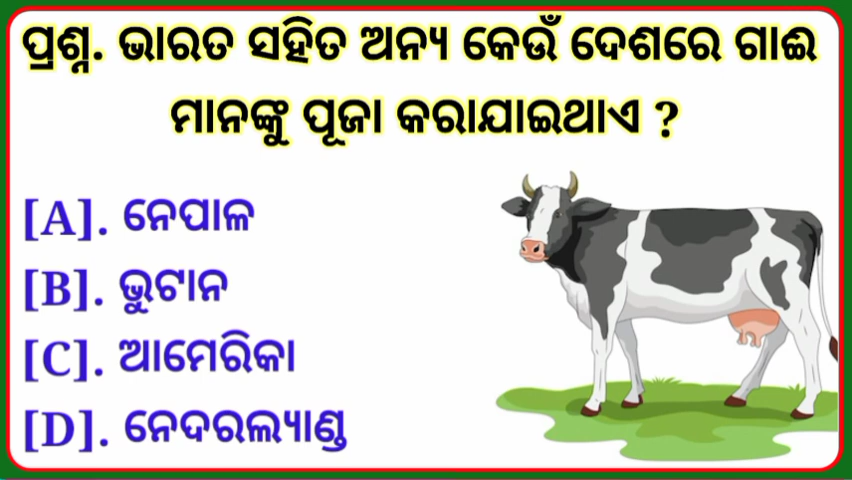 ପ୍ରଶ୍ନ. ଭାରତ ସହିତ ଅନ୍ୟ କେଉଁ ଦେଶରେ ଗାଈ
ମାନଙ୍କୁ ପୂଜା କରାଯାଇଥାଏ ?
[A]. ନେପାଳ
[B]. ଭୁଟାନ
[C]. ଆମେରିକା
[D]. ନେଦରଲ୍ୟାଣ୍ଡ